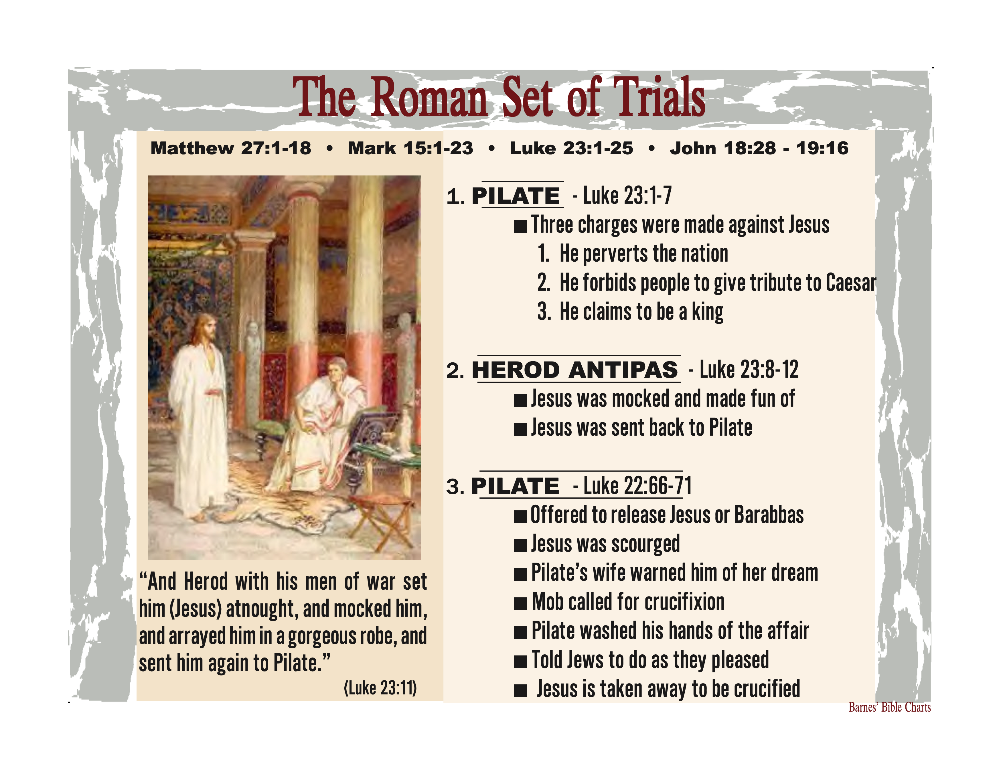 The Roman Set of Trials
Matthew 27:1-18 • Mark 15:1-23 • Luke 23:1-25 • John 18:28 - 19:16
1. PILATE - Luke 23:1-7
■ Three charges were made against Jesus
1. He perverts the nation
2. He forbids people to give tribute to Caesar
3. He claims to be a king
2. HEROD ANTIPAS - Luke 23:8-12
■ Jesus was mocked and made fun of
■ Jesus was sent back to Pilate
3. PILATE - Luke 22:66-71
■ Offered to release Jesus or Barabbas
■ Jesus was scourged
■ Pilate’s wife warned him of her dream
■ Mob called for crucifixion
■ Pilate washed his hands of the affair
■ Told Jews to do as they pleased
■ Jesus is taken away to be crucified
“And Herod with his men of war set
him (Jesus) atnought, and mocked him,
and arrayed him in a gorgeous robe, and
sent him again to Pilate.”
(Luke 23:11)
Barnes’ Bible Charts